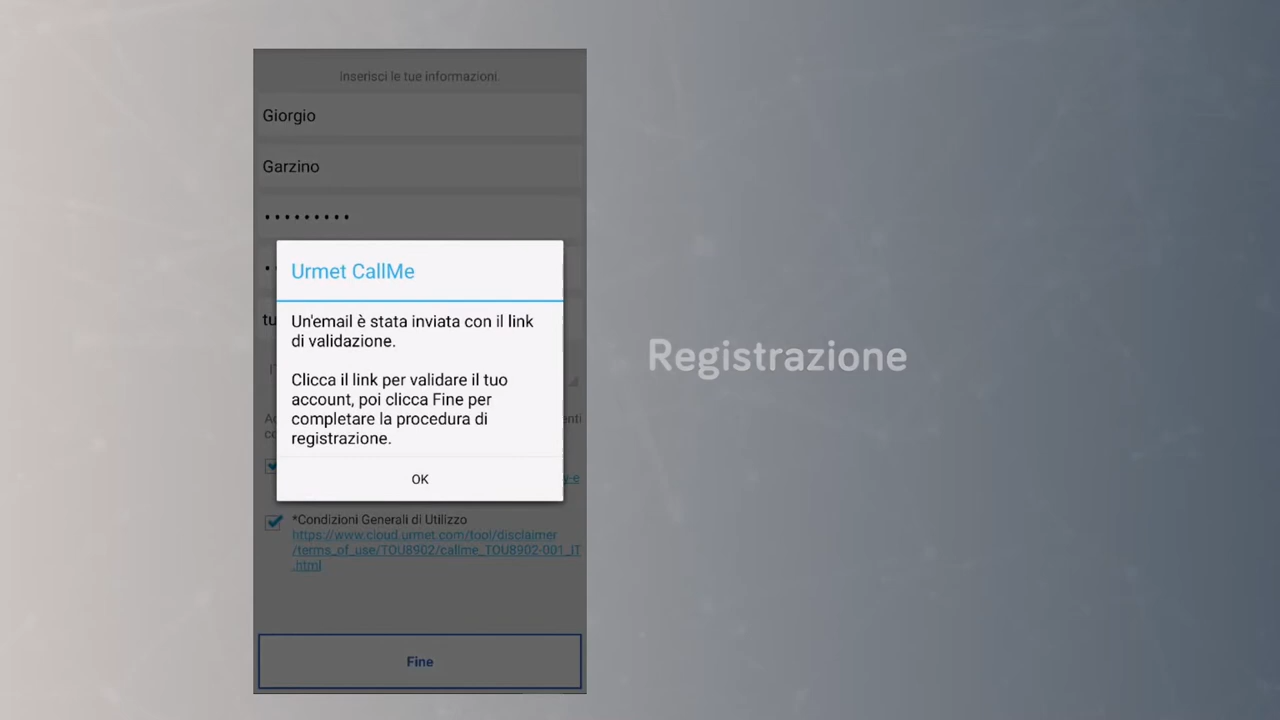 Inserisci le tue informazioni.
Giorgio
Garzino
Urmet CallMe
Un'email è stata inviata con il link
di validazione.
Clicca il link per validare il tuo
account, poi clicca Fine per
completare la procedura di
registrazione.
OK
*Condizioni Generali di Utilizzo
https://www.cloud.urmet.com/tool/disclaimer
/terms_of_use/TOU8902/callme_TOU8902-001_IT
.html
Fine
Registrazione